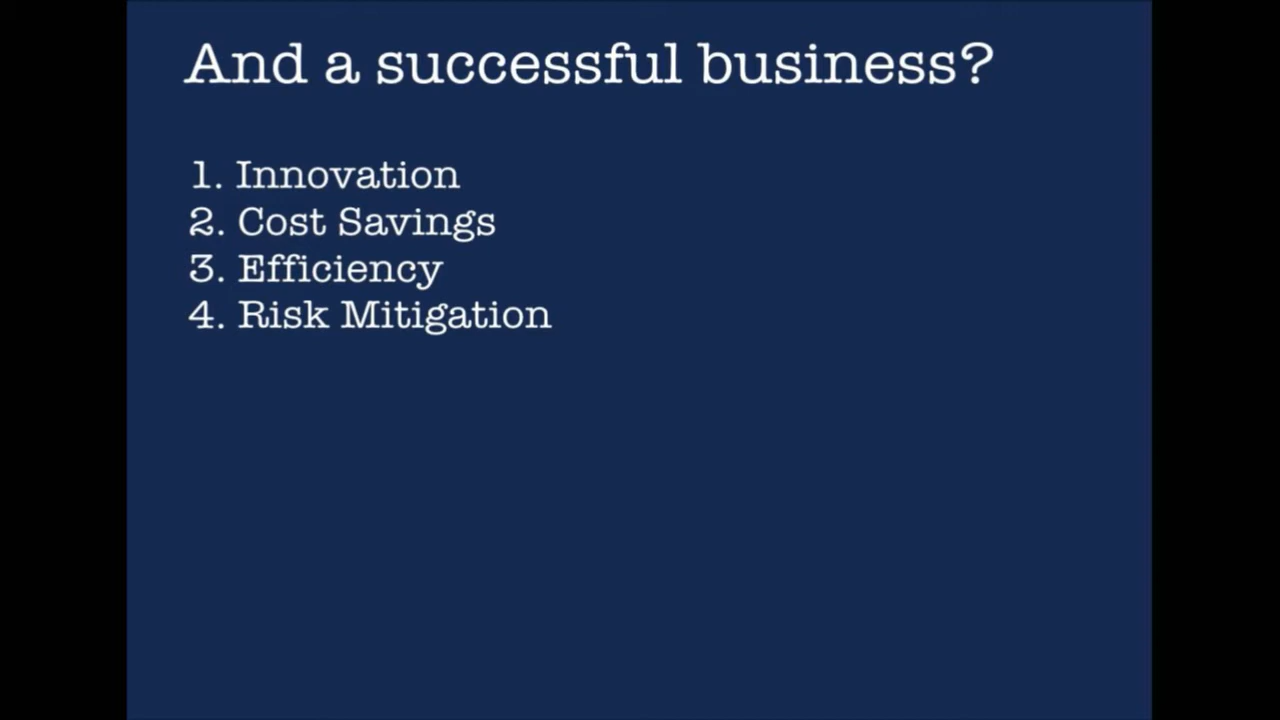 And a successful business?
1. Innovation
2. Cost Savings
3. Efficiency
4. Risk Mitigation